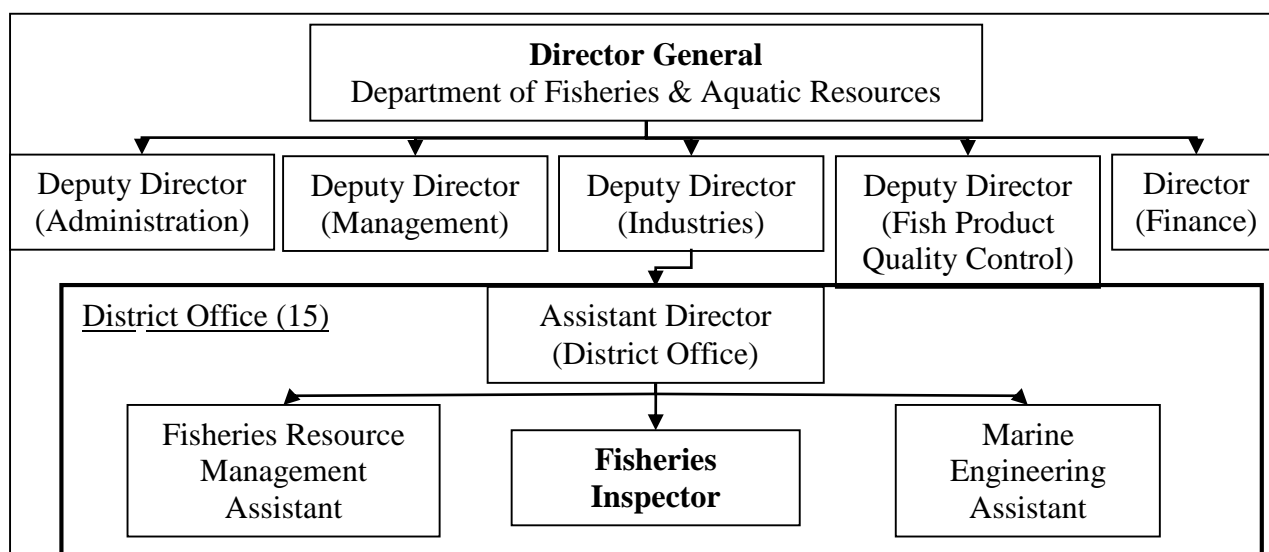 Director General
Department of Fisheries & Aquatic Resources
Deputy Director
(Administration)
Deputy Director
(Management)
Deputy Director
(Industries)
Deputy Director
(Fish Product
Quality Control)
Director
(Finance)
District Office (15)
Assistant Director
(District Office)
Fisheries Resource
Management
Assistant
Fisheries
Inspector
Marine
Engineering
Assistant